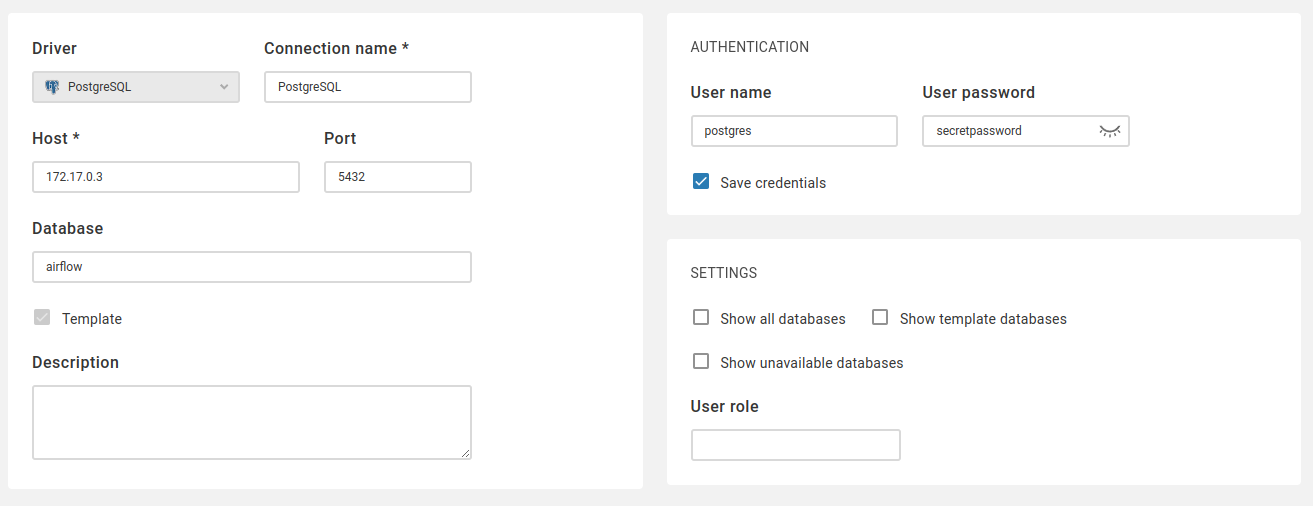 Driver
Connection name *
PostgreSQL
PostgreSQL
Host *
Port
172.17.0.3
5432
Database
airflow
Template
Description
AUTHENTICATION
User name
User password
postgres
secretpassword
Save credentials
SETTINGS
Show all databases
Show template databases
Show unavailable databases
User role